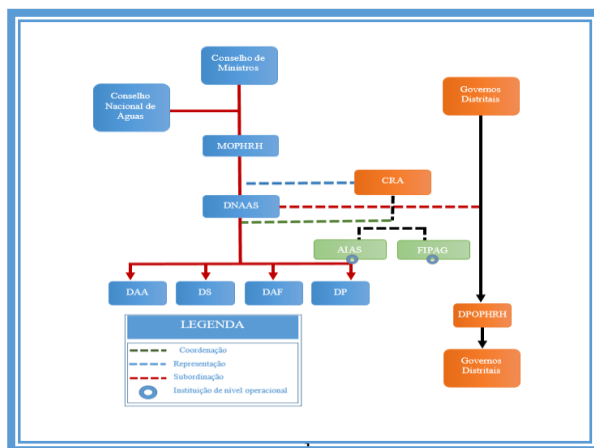 Conselho de
Ministros
Conselho
Nacional de
Aguas
Governos
Distritais
MOPHRH
CRA
DNAAS
AIAS
FIPAG
DAA
DS
DAF
DP
DPOPHRH
Governos
Distritais
LEGENDA
Coordenação
Representação
Subordinação
Instituição de nível operacional